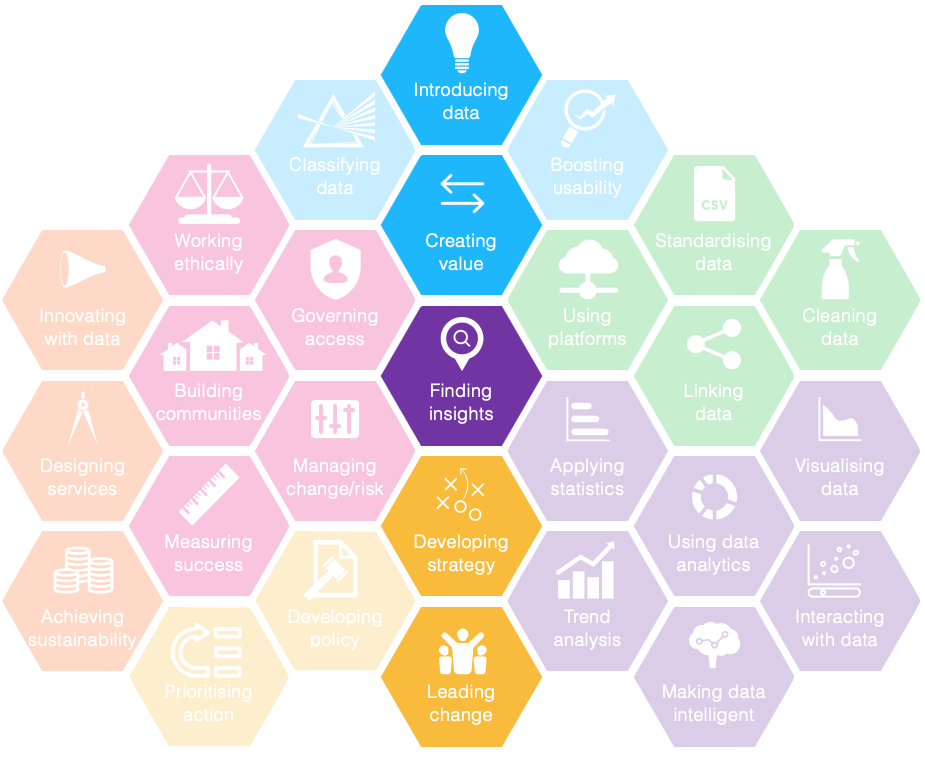 Introducing
data
Classifying
data
Boosting
usability
Working
ethically
Creating
value
CSV
Standardising
data
Innovating
with data
Governing
access
Using
platforms
Cleaning
data
Building
communities
Finding
insights
Linking
data
Designing
services
Managing
change/risk
Applying
statistics
Visualising
data
Measuring
success
Developing
strategy
Using data
analytics
Achieving
sustainability
Developing
policy
Trend
analysis
Interacting
with data
Prioritising
action
Leading
change
Making data
intelligent